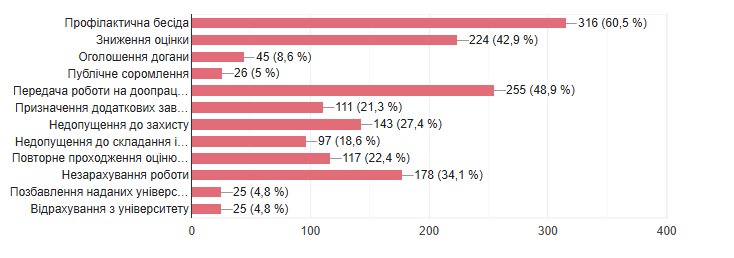 Профілактична бесіда 316 (60,5 %)
Зниження оцінки 224 (42,9 %)
Оголошення догани 45 (8,6 %)
Публічне соромлення 26 (5 %)
Передача роботи на доопрац… 255 (48,9 %)
Призначення додаткових зав… 111 (21,3 %)
Недопущення до захисту 143 (27,4 %)
Недопущення до складання і… 97 (18,6 %)
Повторне проходження оціню… 117 (22,4 %)
Незарахування роботи 178 (34,1 %)
Позбавлення наданих універс… 25 (4,8 %)
Відрахування з університету 25 (4,8 %)
0 100 200 300 400